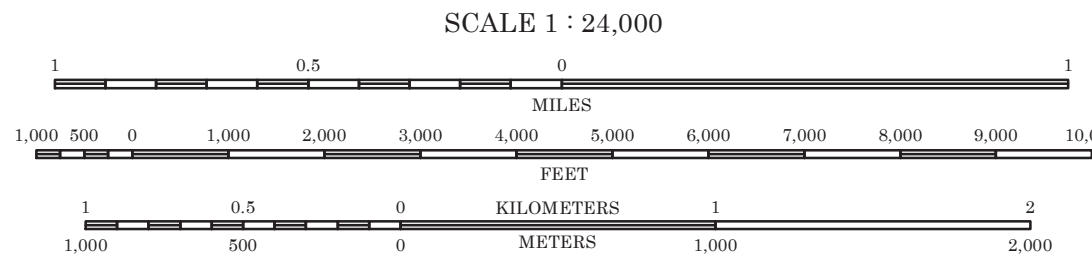 SCALE 1 : 24,000
1 0.5 0 1
MILES
1,000 500 0 1,000 2,000 3,000 4,000 5,000 6,000 7,000 8,000 9,000 10,0
FEET
1 0.5 0 KILOMETERS 1 2
1,000 500 0 METERS 1,000 2,000